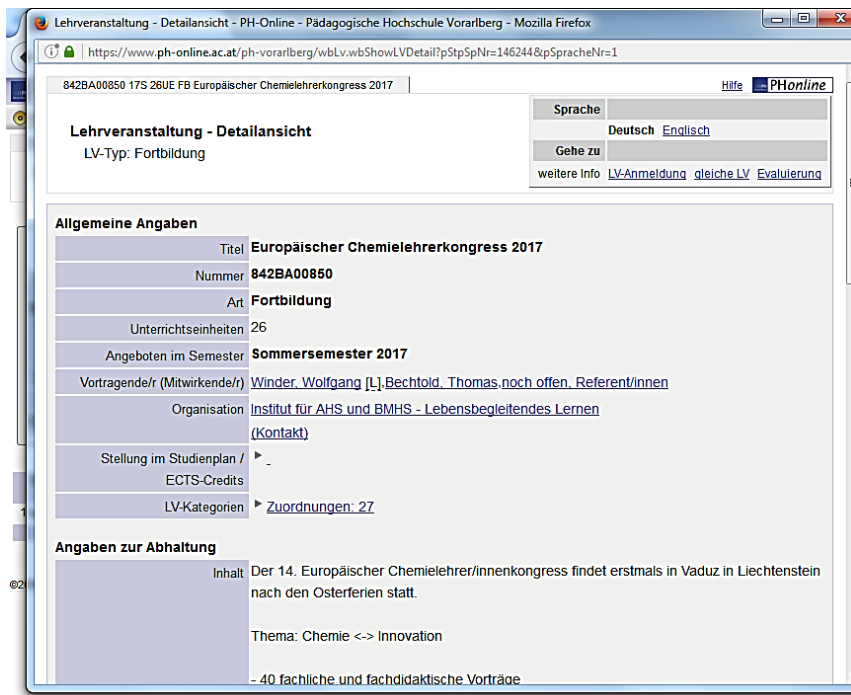 Lehrveranstaltung - Detailansicht - PH-Online - Pädagogische Hochschule Vorarlberg - Mozilla Firefox
https://www.ph-online.ac.at/ph-vorarlberg/wbLv.wbShowLVDetail?pStpSpNr=146244&pSpracheNr=1
842BA00850 17S 26UE FB Europäischer Chemielehrerkongress 2017
Hilfe PHonline
Sprache
Deutsch Englisch
Lehrveranstaltung - Detailansicht
LV-Typ: Fortbildung
Gehe zu
weitere Info LV-Anmeldung gleiche LV Evaluierung
Allgemeine Angaben
Titel Europäischer Chemielehrerkongress 2017
Nummer 842BA00850
Art Fortbildung
Unterrichtseinheiten 26
Angeboten im Semester Sommersemester 2017
Vortragende/r (Mitwirkende/r) Winder, Wolfgang [L],Bechtold, Thomas,noch offen, Referent/innen
Organisation Institut für AHS und BMHS - Lebensbegleitendes Lernen
(Kontakt)
Stellung im Studienplan / -
ECTS-Credits
LV-Kategorien Zuordnungen: 27
Angaben zur Abhaltung
Inhalt Der 14. Europäischer Chemielehrer/innenkongress findet erstmals in Vaduz in Liechtenstein
nach den Osterferien statt.
Thema: Chemie <-> Innovation
- 40 fachliche und fachdidaktische Vorträge
1
©20